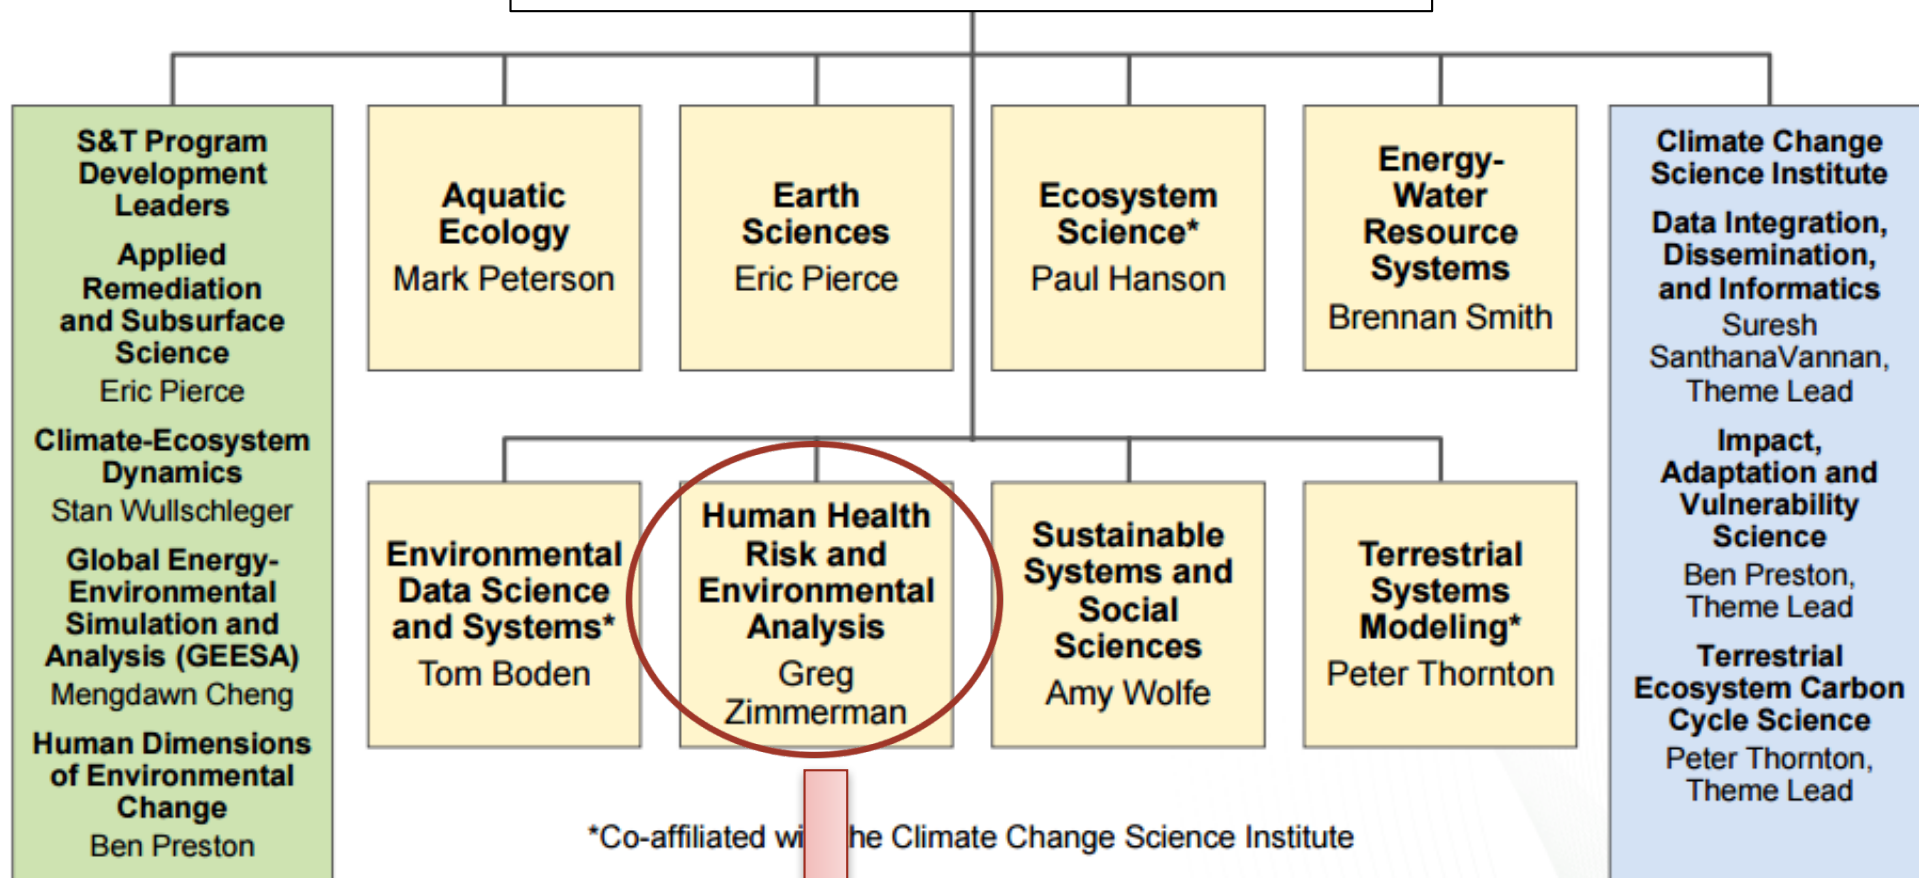 S&T Program
Development
Leaders
Applied
Remediation
and Subsurface
Science
Eric Pierce
Climate-Ecosystem
Dynamics
Stan Wullschleger
Global Energy-
Environmental
Simulation and
Analysis (GEESA)
Mengdawn Cheng
Human Dimensions
of Environmental
Change
Ben Preston
Aquatic
Ecology
Mark Peterson
Earth
Sciences
Eric Pierce
Ecosystem
Science*
Paul Hanson
Energy-
Water
Resource
Systems
Brennan Smith
Environmental
Data Science
and Systems*
Tom Boden
Human Health
Risk and
Environmental
Analysis
Greg
Zimmerman
Sustainable
Systems and
Social
Sciences
Amy Wolfe
Terrestrial
Systems
Modeling*
Peter Thornton
Climate Change
Science Institute
Data Integration,
Dissemination,
and Informatics
Suresh
SanthanaVannan,
Theme Lead
Impact,
Adaptation and
Vulnerability
Science
Ben Preston,
Theme Lead
Terrestrial
Ecosystem Carbon
Cycle Science
Peter Thornton,
Theme Lead
*Co-affiliated wi he Climate Change Science Institute